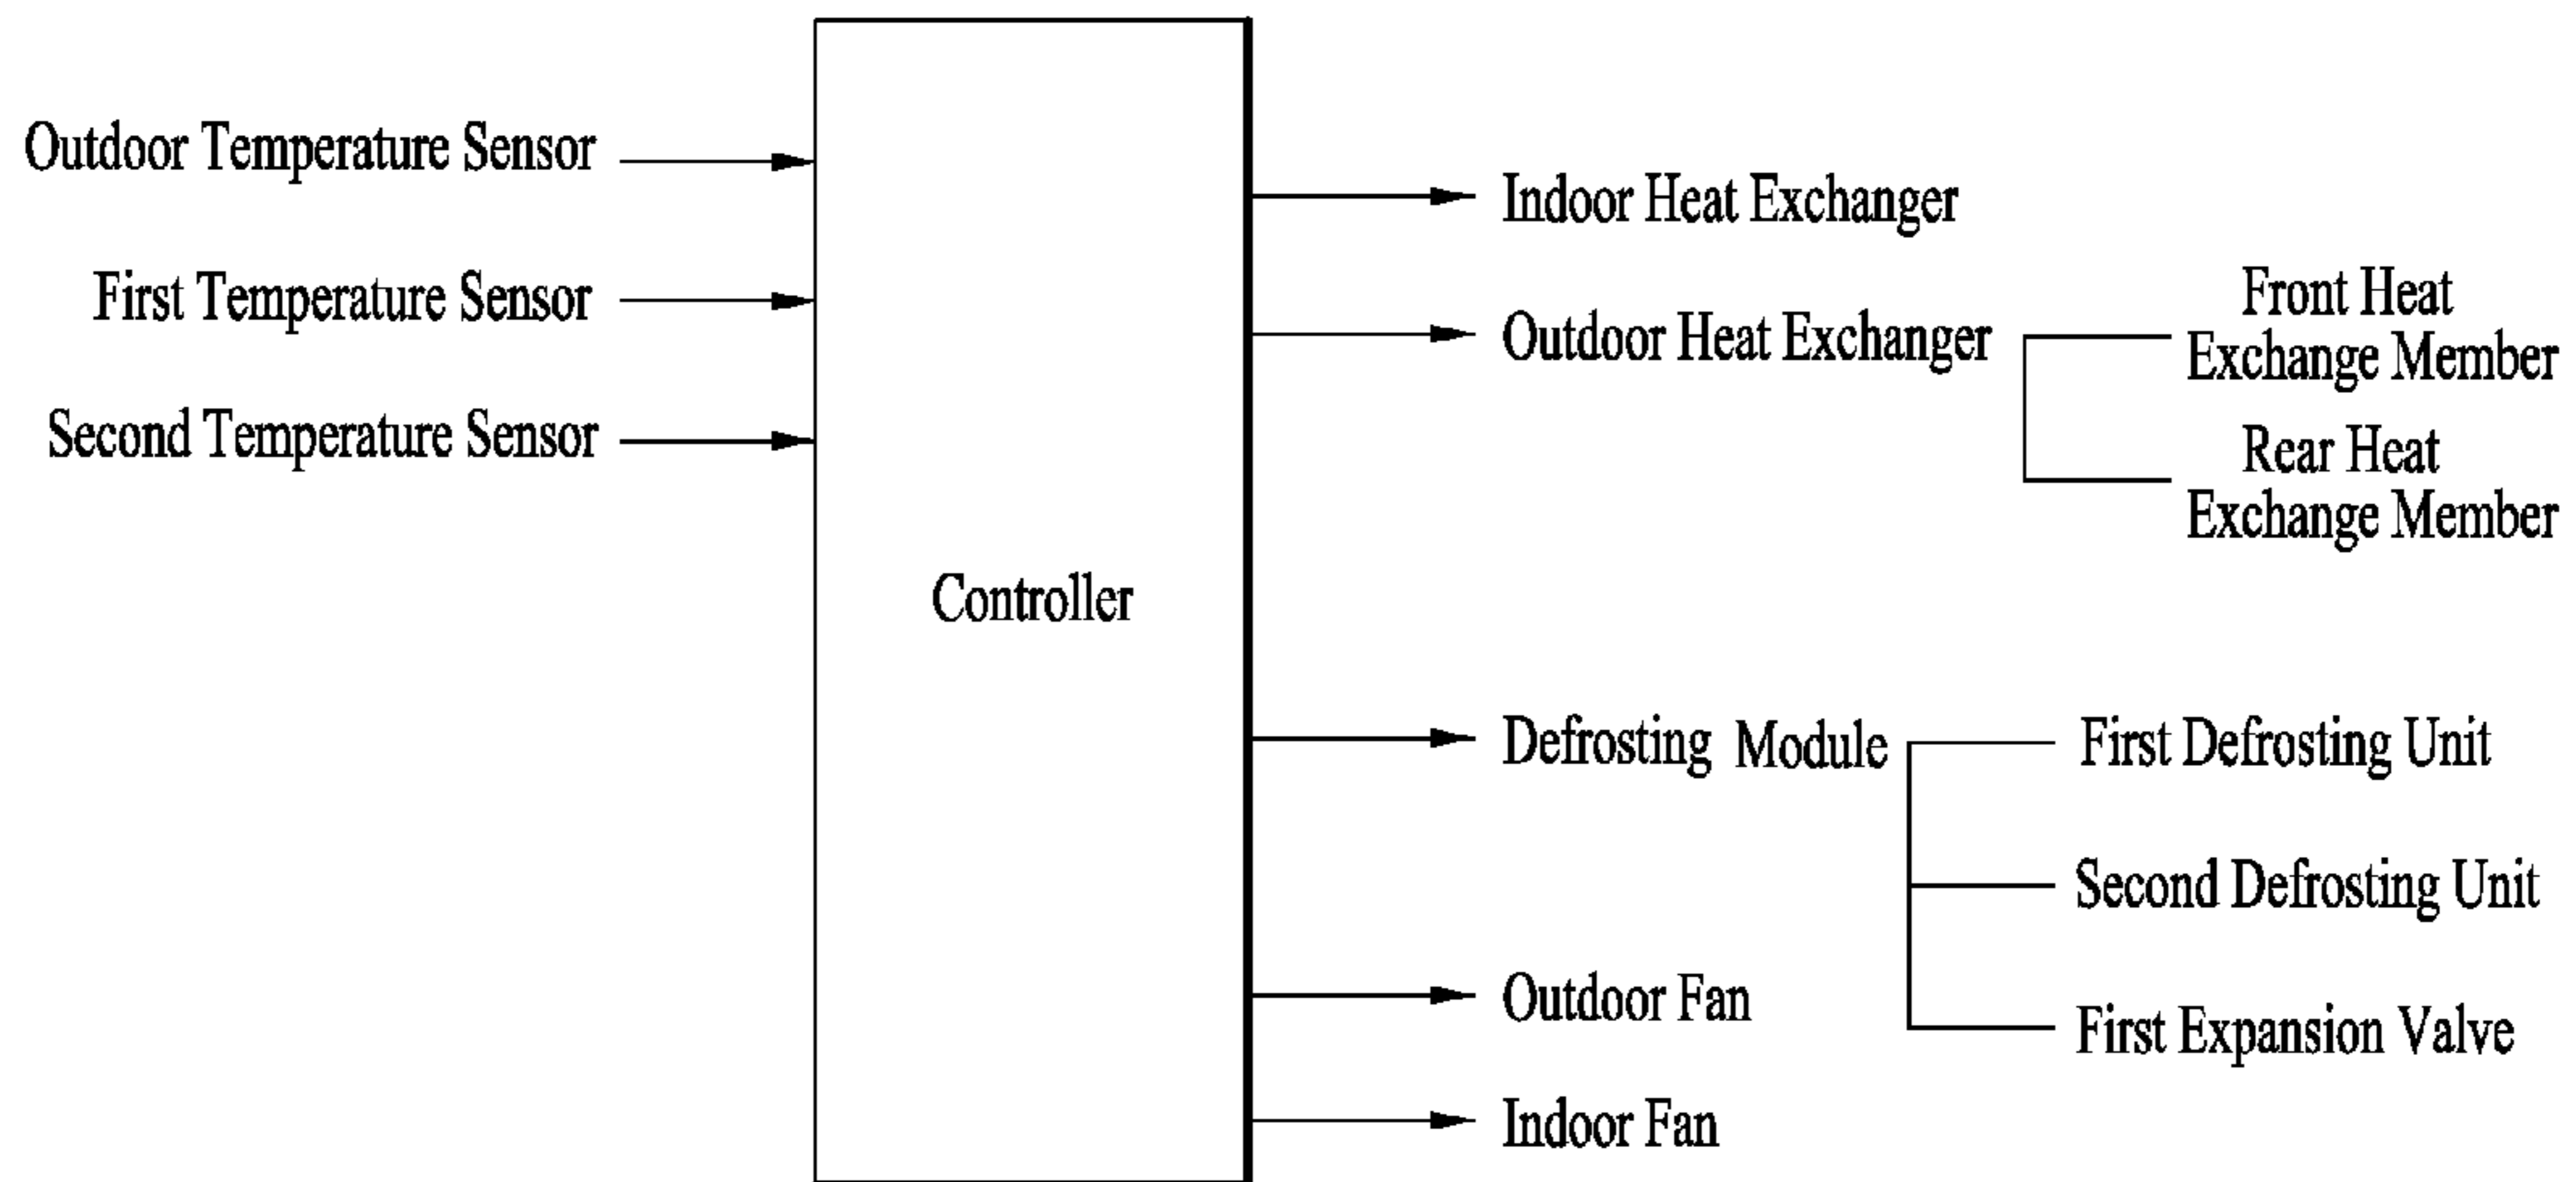 Outdoor Temperature Sensor
First Temperature Sensor
Second Temperature Sensor
Controller
Indoor Heat Exchanger
Outdoor Heat Exchanger
Front Heat
Exchange Member
Rear Heat
Exchange Member
Defrosting Module
First Defrosting Unit
Second Defrosting Unit
First Expansion Valve
Outdoor Fan
Indoor Fan